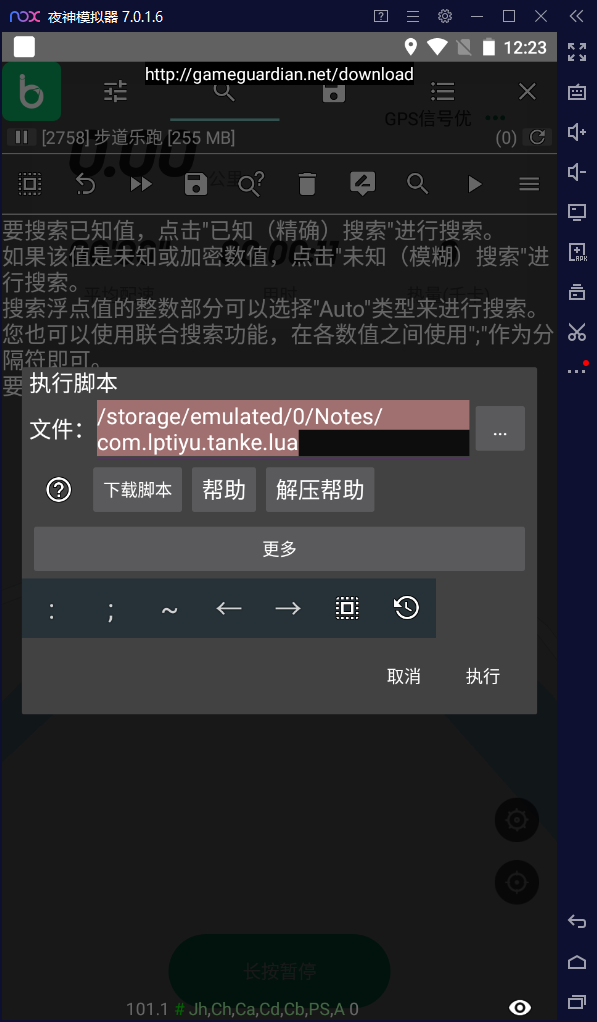 nox 夜神模拟器 7.0.1.6
12:23
http://gameguardian.net/download
GPS信号优
[2758] 步道乐跑 [255 MB]
(0)
0.00
公里
要搜索已知值，点击"已知（精确）搜索"进行搜索。
如果该值是未知或加密数值，点击"未知（模糊）搜索"进
行搜索。
搜索浮点值的整数部分可以选择"Auto"类型来进行搜索。
您也可以使用联合搜索功能，在各数值之间使用";"作为分
隔符即可。
要
执行脚本
文件：
/storage/emulated/0/Notes/
com.lptiyu.tanke.lua
...
下载脚本
帮助
解压帮助
更多
: ; ~ ← →
取消
执行
长按暂停
101.1 # Jh,Ch,Ca,Cd,Cb,PS,A 0
APK